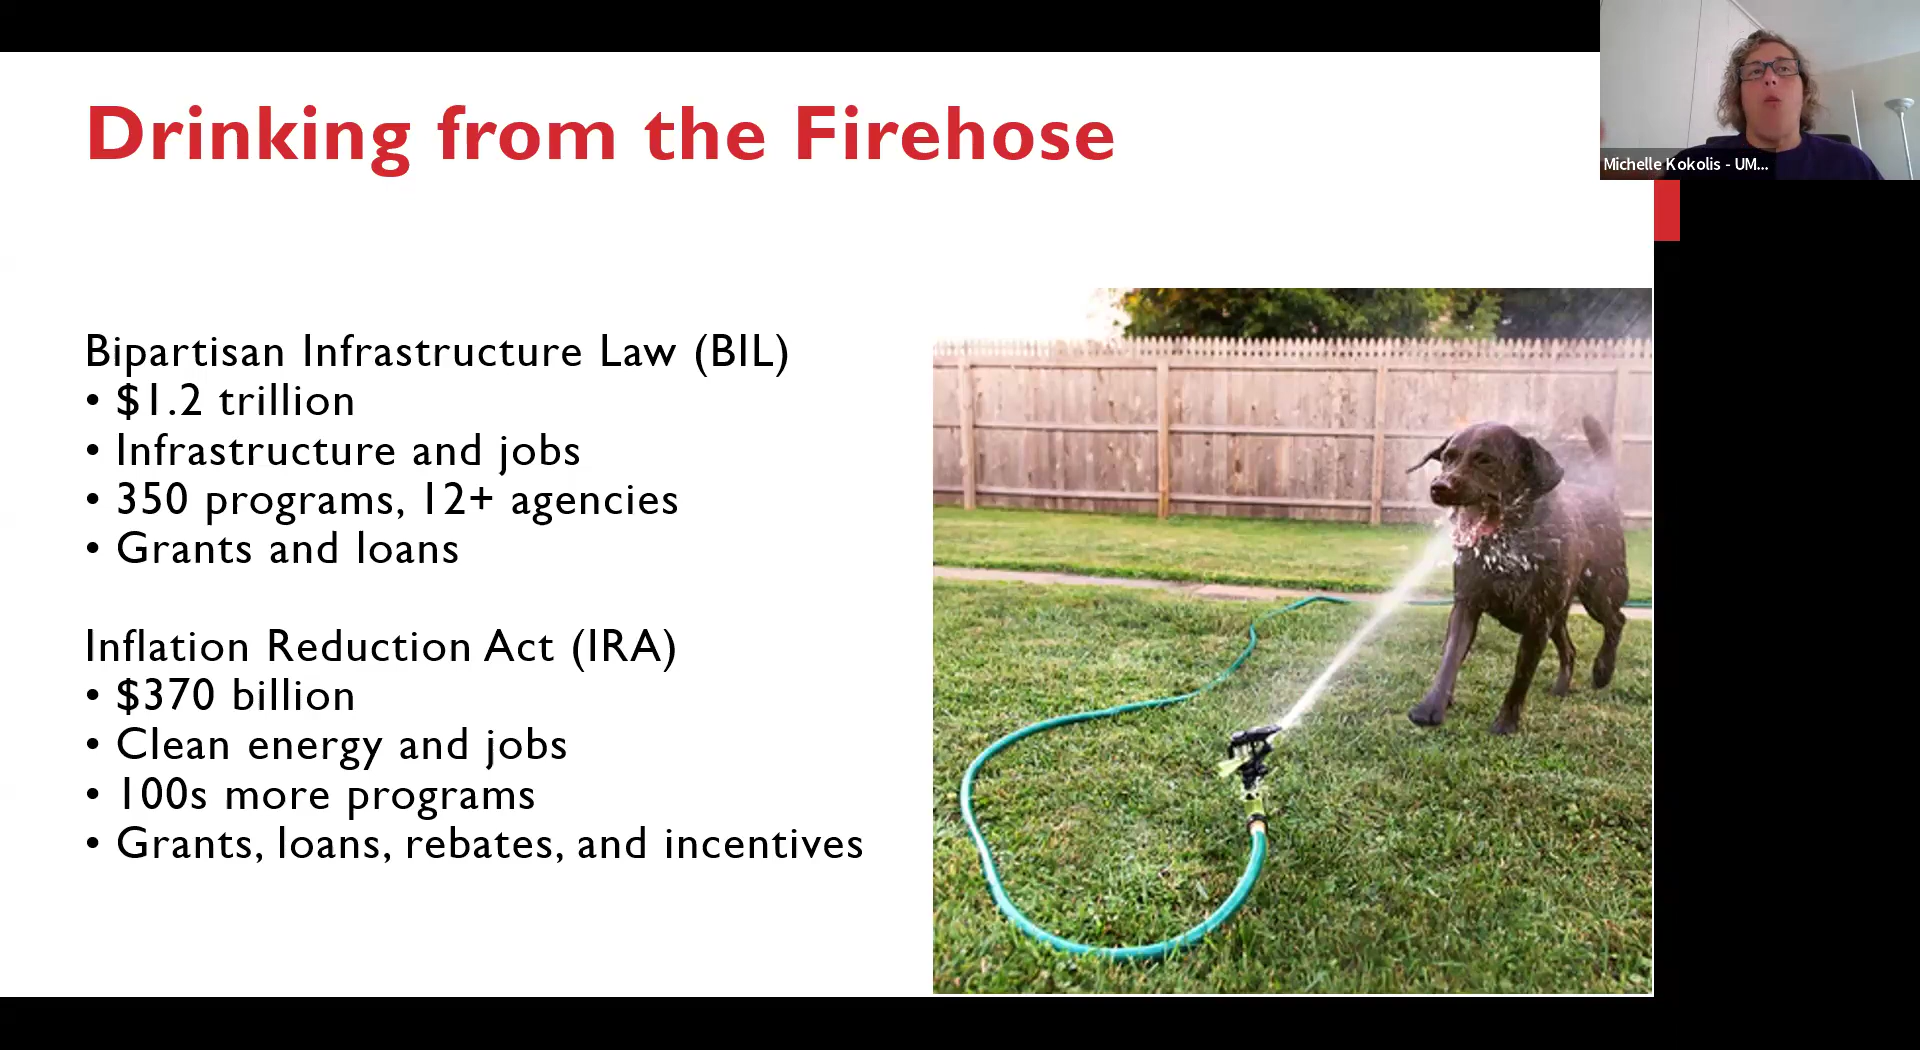 Drinking from the Firehose
Michelle Kokolis - UM...
Bipartisan Infrastructure Law (BIL)
• $1.2 trillion
• Infrastructure and jobs
• 350 programs, 12+ agencies
• Grants and loans
Inflation Reduction Act (IRA)
• $370 billion
• Clean energy and jobs
• 100s more programs
• Grants, loans, rebates, and incentives